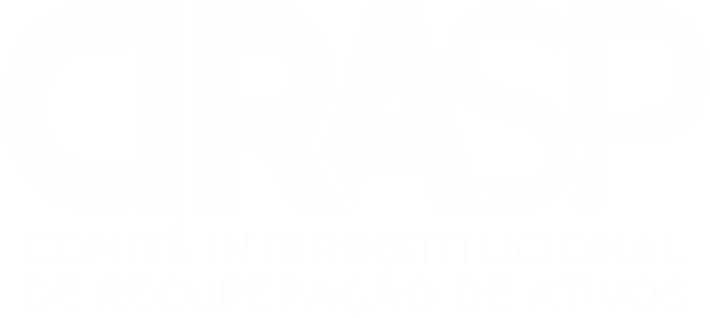 CIRASP
COMITÊ INTERINSTITUCIONAL
DE RECUPERAÇÃO DE ATIVOS